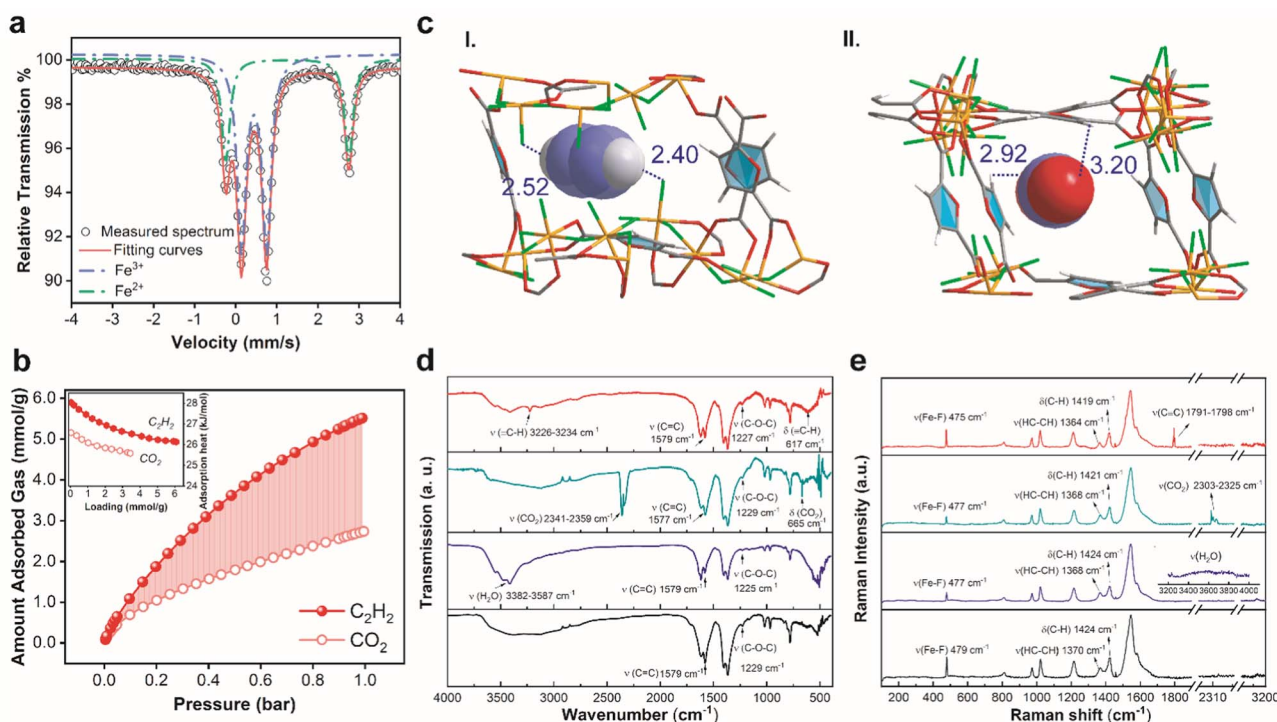 a
Relative Transmission %
100
98
96
94
92
90
Measured spectrum
Fitting curves
Fe3+
Fe2+
-4 -3 -2 -1 0 1 2 3 4
Velocity (mm/s)
c
I.
2.52
2.40
II.
2.92
3.20
b
Amount Adsorbed Gas (mmol/g)
6.0
5.0
4.0
3.0
2.0
1.0
0.0
C2H2
CO2
28
27
26
25
24
Adsorption heat (kJ/mol)
0 1 2 3 4 5 6
Loading (mmol/g)
C2H2
CO2
0.0 0.2 0.4 0.6 0.8 1.0
Pressure (bar)
d
Transmission (a. u.)
ν (≡C-H) 3226-3234 cm-1
ν (C=C)
1579 cm-1
ν (C-O-C)
1227 cm-1
δ (≡C-H)
617 cm-1
ν (CO2) 2341-2359 cm-1
ν (C=C)
1577 cm-1
ν (C-O-C)
1229 cm-1
δ (CO2)
665 cm-1
ν (H2O) 3382-3587 cm-1
ν (C=C) 1579 cm-1
ν (C-O-C)
1225 cm-1
ν (C=C) 1579 cm-1
ν (C-O-C)
1229 cm-1
4000 3500 3000 2500 2000 1500 1000 500
Wavenumber (cm-1)
e
Raman Intensity (a.u.)
ν(Fe-F) 475 cm-1
δ(C-H) 1419 cm-1
ν(HC-CH) 1364 cm-1
ν(C≡C) 1791-1798 cm-1
ν(Fe-F) 477 cm-1
δ(C-H) 1421 cm-1
ν(HC-CH) 1366 cm-1
ν(CO2) 2303-2325 cm-1
ν(Fe-F) 477 cm-1
δ(C-H) 1424 cm-1
ν(HC-CH) 1368 cm-1
ν(H2O)
3200 3400 3600 3800 4000
ν(Fe-F) 479 cm-1
δ(C-H) 1424 cm-1
ν(HC-CH) 1370 cm-1
200 400 600 800 1000 1200 1400 1600 2310 3200
Raman shift (cm-1)